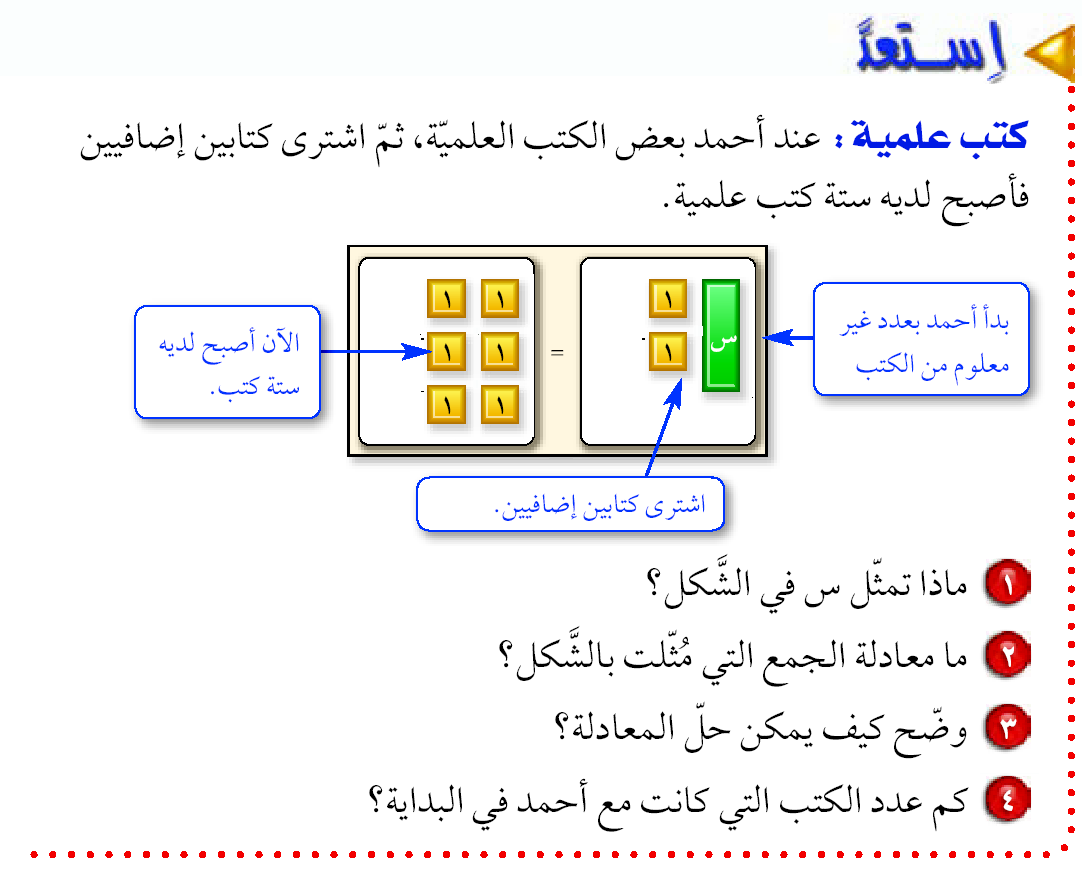 اِستعدَّ
كتب علمية : عند أحمد بعض الكتب العلميّة، ثمّ اشترى كتابين إضافيين
فأصبح لديه ستة كتب علمية.
بدأ أحمد بعدد غير
معلوم من الكتب
س
١ ١ ١
١ ١
=
١ ١
١ ١
الآن أصبح لديه
ستة كتب.
اشترى كتابين إضافيين.
١ ماذا تمثّل س في الشَّكل؟
٢ ما معادلة الجمع التي مُثّلت بالشَّكل؟
٣ وضّح كيف يمكن حلّ المعادلة؟
٤ كم عدد الكتب التي كانت مع أحمد في البداية؟